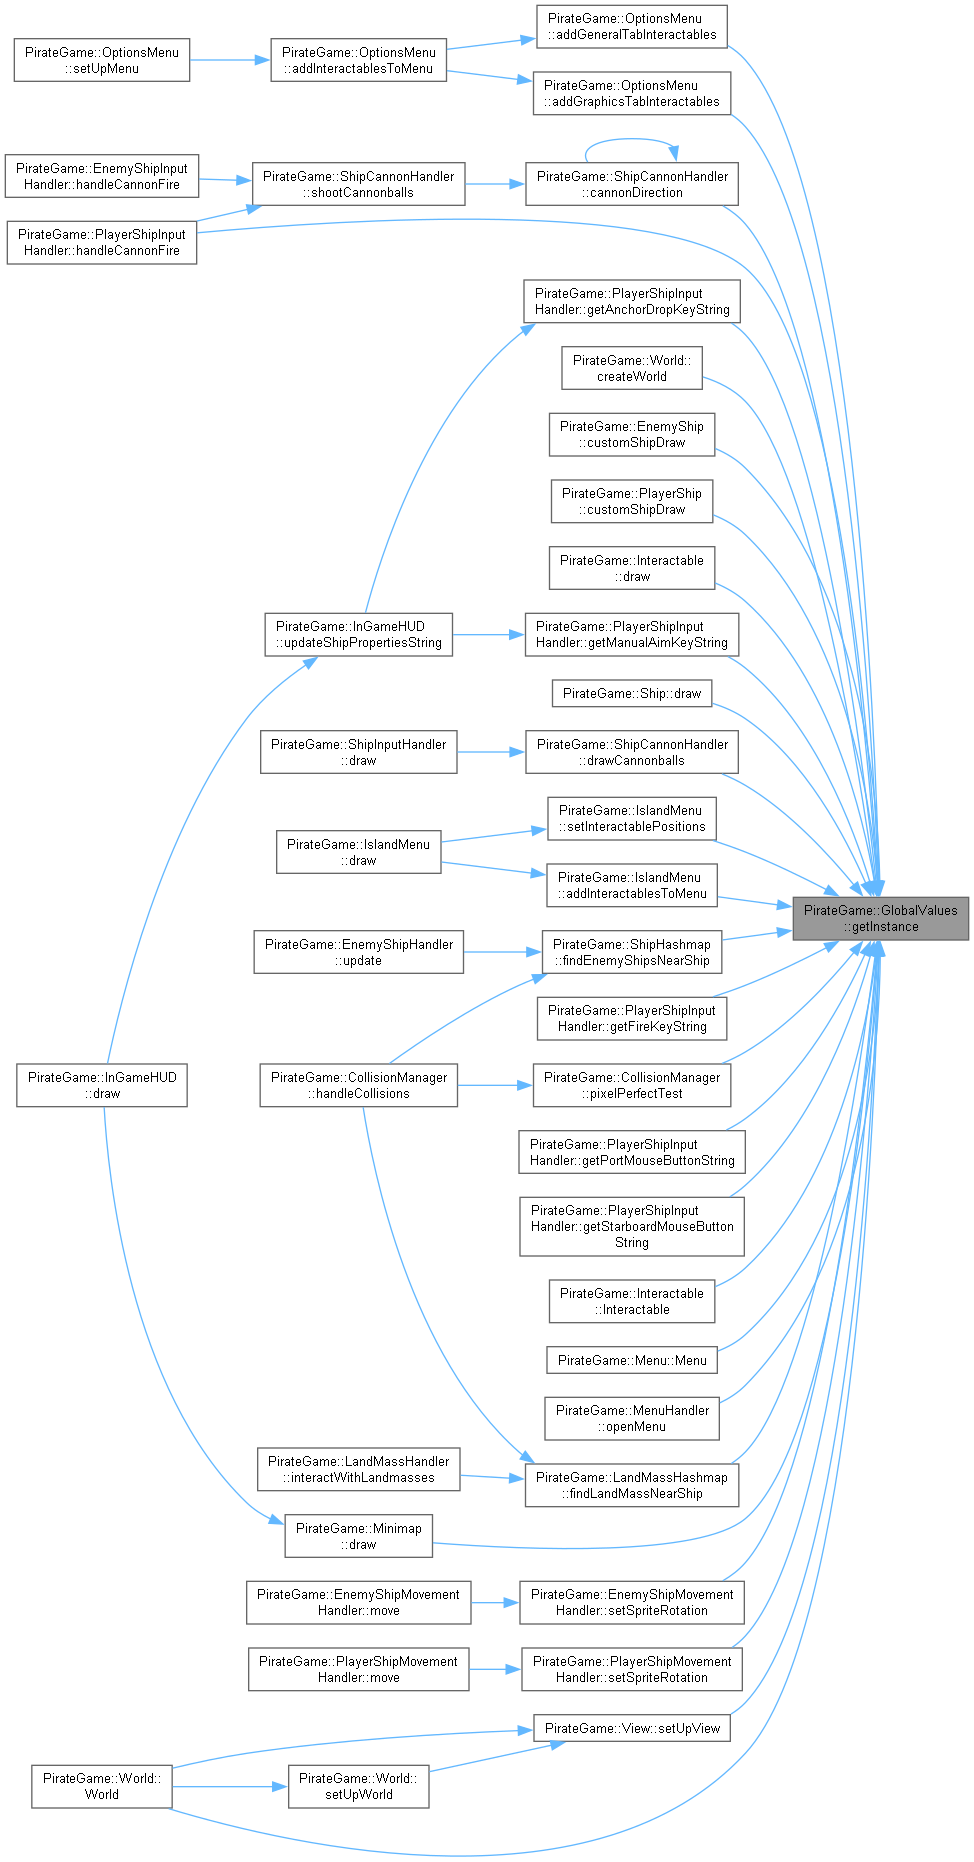 PirateGame::OptionsMenu
::addGeneralTabInteractables
PirateGame::OptionsMenu
::setUpMenu
PirateGame::OptionsMenu
::addInteractablesToMenu
PirateGame::OptionsMenu
::addGraphicsTabInteractables
PirateGame::EnemyShipInput
Handler::handleCannonFire
PirateGame::ShipCannonHandler
::shootCannonballs
PirateGame::ShipCannonHandler
::cannonDirection
PirateGame::PlayerShipInput
Handler::handleCannonFire
PirateGame::PlayerShipInput
Handler::getAnchorDropKeyString
PirateGame::World::
createWorld
PirateGame::EnemyShip
::customShipDraw
PirateGame::PlayerShip
::customShipDraw
PirateGame::Interactable
::draw
PirateGame::InGameHUD
::updateShipPropertiesString
PirateGame::PlayerShipInput
Handler::getManualAimKeyString
PirateGame::Ship::draw
PirateGame::ShipInputHandler
::draw
PirateGame::ShipCannonHandler
::drawCannonballs
PirateGame::IslandMenu
::setInteractablePositions
PirateGame::IslandMenu
::draw
PirateGame::IslandMenu
::addInteractablesToMenu
PirateGame::GlobalValues
::getInstance
PirateGame::EnemyShipHandler
::update
PirateGame::ShipHashmap
::findEnemyShipsNearShip
PirateGame::PlayerShipInput
Handler::getFireKeyString
PirateGame::InGameHUD
::draw
PirateGame::CollisionManager
::handleCollisions
PirateGame::CollisionManager
::pixelPerfectTest
PirateGame::PlayerShipInput
Handler::getPortMouseButtonString
PirateGame::PlayerShipInput
Handler::getStarboardMouseButton
String
PirateGame::Interactable
::Interactable
PirateGame::Menu::Menu
PirateGame::MenuHandler
::openMenu
PirateGame::LandMassHandler
::interactWithLandmasses
PirateGame::LandMassHashmap
::findLandMassNearShip
PirateGame::Minimap
::draw
PirateGame::EnemyShipMovement
Handler::move
PirateGame::EnemyShipMovement
Handler::setSpriteRotation
PirateGame::PlayerShipMovement
Handler::move
PirateGame::PlayerShipMovement
Handler::setSpriteRotation
PirateGame::View::setUpView
PirateGame::World::
World
PirateGame::World::
setUpWorld